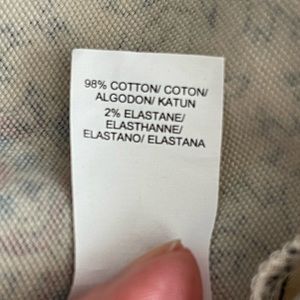 98% COTTON/ COTON/
ALGODON/ KATUN
2% ELASTANE/
ELASTHANNE/
ELASTANO/ ELASTANA